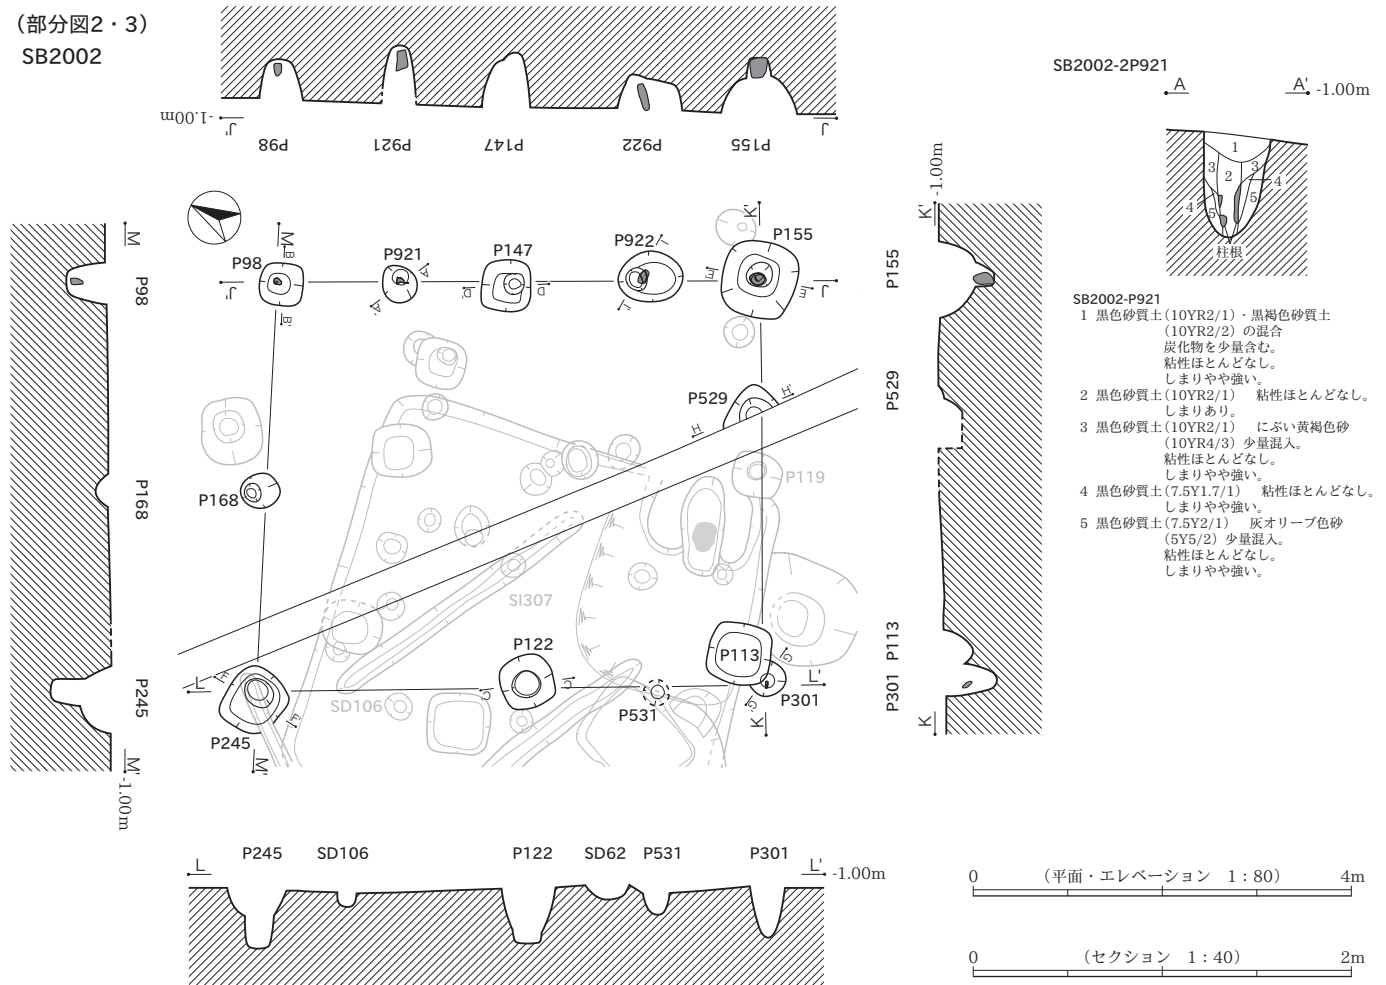 （部分図2・3）
SB2002
-1.00m
J'
J
P98
P921
P147
P922
P155
SB2002-2P921
A
A'
-1.00m
1
3
2
3
4
4
5
5
柱根
M
P98
P168
P245
M'
-1.00m
M
B
P98
J'
B'
P921
A
A'
P147
D'
D
P922
I
I'
K'
P155
E'
E
J
P529
H'
H
P168
P119
SI307
L
F
P245
F'
M'
SD106
P122
C
C'
P531
P113
5
5'
P301
L'
K
-1.00m
K'
P155
P529
P113
P301
K
SB2002-P921
1 黒色砂質土（10YR2/1）・黒褐色砂質土
（10YR2/2）の混合
炭化物を少量含む。
粘性ほとんどなし。
しまりやや強い。
2 黒色砂質土（10YR2/1）　粘性ほとんどなし。
しまりあり。
3 黒色砂質土（10YR2/1）　にぶい黄褐色砂
（10YR4/3）少量混入。
粘性ほとんどなし。
しまりやや強い。
4 黒色砂質土（7.5Y1.7/1）　粘性ほとんどなし。
しまりやや強い。
5 黒色砂質土（7.5Y2/1）　灰オリーブ色砂
（5Y5/2）少量混入。
粘性ほとんどなし。
しまりやや強い。
L
P245
SD106
P122
SD62
P531
P301
L'
-1.00m
0
（平面・エレベーション　1：80）
4m
0
（セクション　1：40）
2m